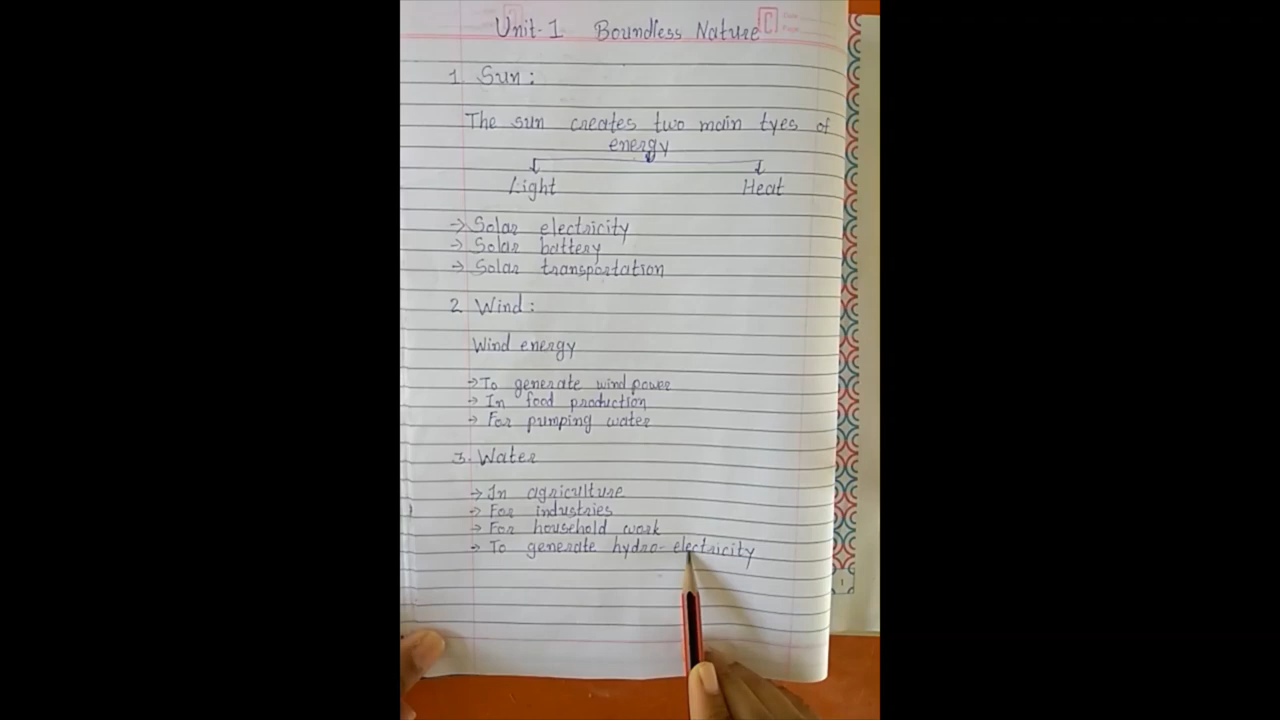 Unit-1 Boundless Nature
1. Sun:
The sun creates two main tyes of
energy
Light Heat
→ Solar electricity
→ Solar battery
→ Solar transportation
2. Wind:
Wind energy
→ To generate wind power
→ In food production
→ For pumping water
3. Water
→ In agriculture
→ For industries
→ For household work
→ To generate hydro-electricity
1